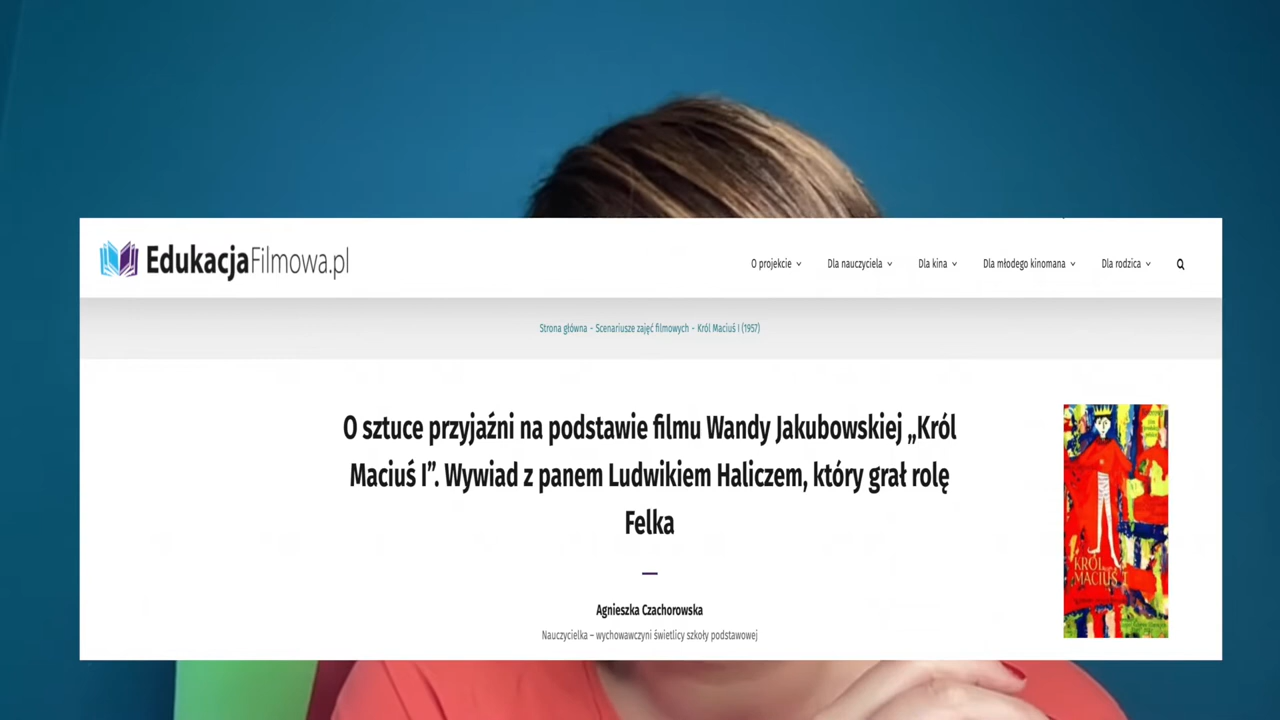 EdukacjaFilmowa.pl
O projekcie Dla nauczyciela Dla kina Dla młodego kinomana Dla rodzica
Strona główna - Scenariusze zajęć filmowych - Król Maciuś I (1957)
O sztuce przyjaźni na podstawie filmu Wandy Jakubowskiej „Król
Maciuś I”. Wywiad z panem Ludwikiem Haliczem, który grał rolę
Felka
Agnieszka Czachorowska
Nauczycielka – wychowawczyni świetlicy szkoły podstawowej
KRÓL
MACIUŚ I